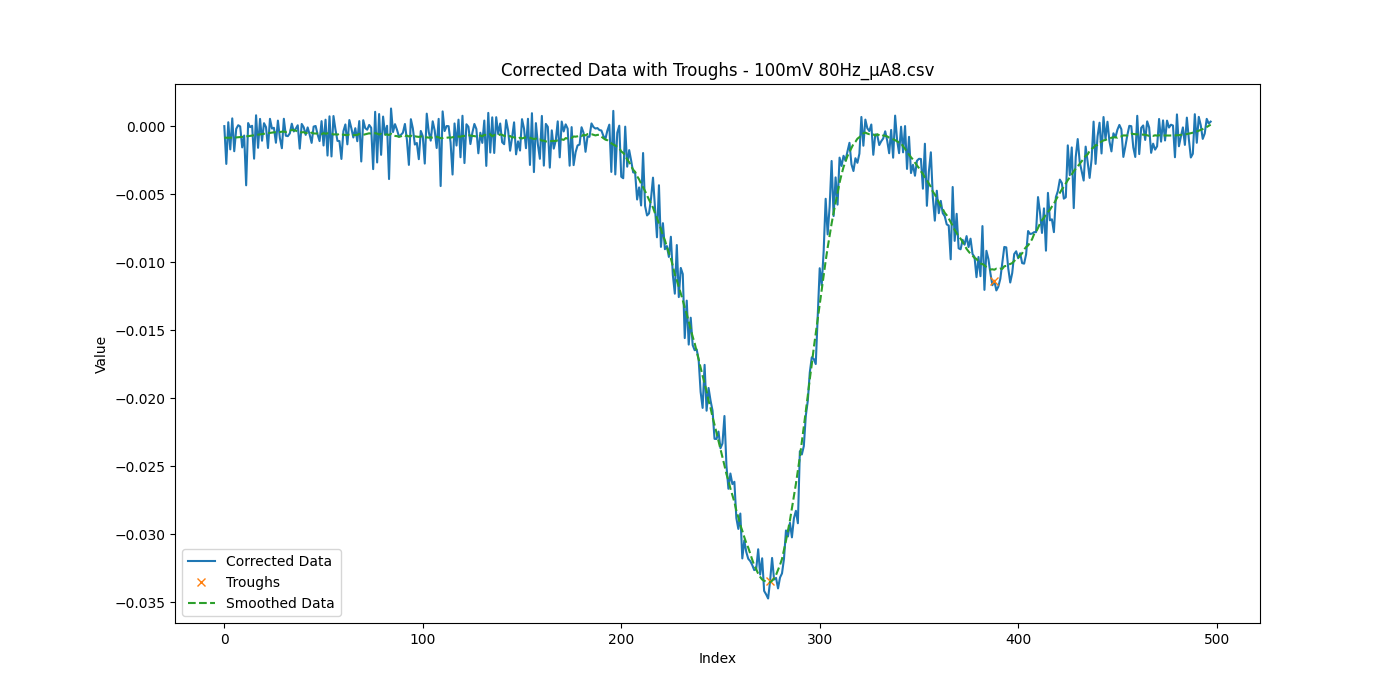 Corrected Data with Troughs - 100mV 80Hz_μA8.csv
0.000
−0.005
−0.010
−0.015
−0.020
−0.025
−0.030
−0.035
Value
Corrected Data
Troughs
Smoothed Data
0 100 200 300 400 500
Index